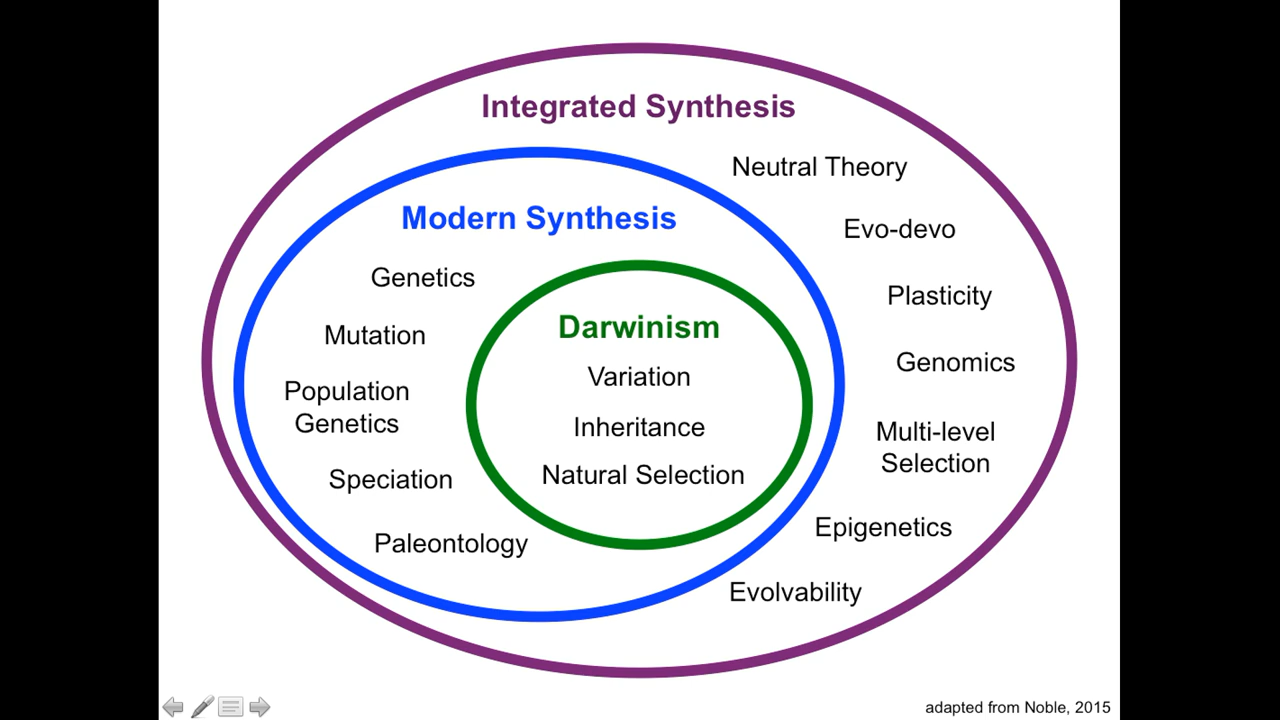 Integrated Synthesis
Neutral Theory
Evo-devo
Plasticity
Genomics
Multi-level
Selection
Epigenetics
Evolvability
Modern Synthesis
Genetics
Mutation
Population
Genetics
Speciation
Paleontology
Darwinism
Variation
Inheritance
Natural Selection
adapted from Noble, 2015